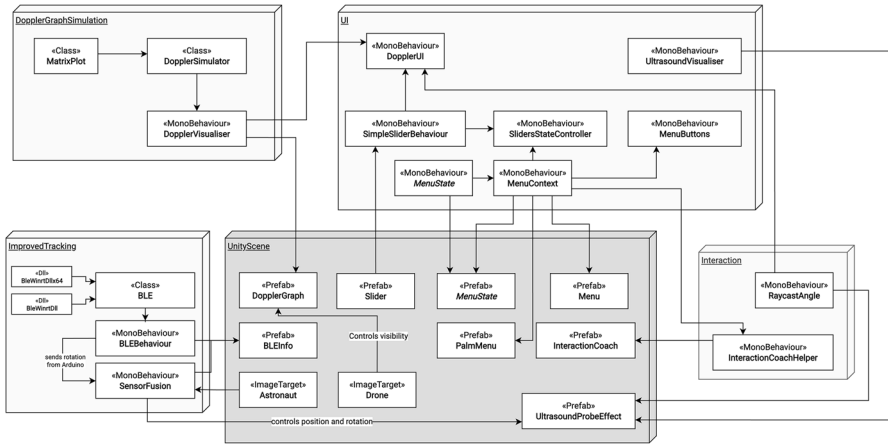 DopplerGraphSimulation
«Class»
MatrixPlot
«Class»
DopplerSimulator
«MonoBehaviour»
DopplerVisualiser
UI
«MonoBehaviour»
DopplerUI
«MonoBehaviour»
UltrasoundVisualiser
«MonoBehaviour»
SimpleSliderBehaviour
«MonoBehaviour»
SlidersStateController
«MonoBehaviour»
MenuButtons
«MonoBehaviour»
MenuState
«MonoBehaviour»
MenuContext
ImprovedTracking
«Dll»
BleWinrtDllx64
«Dll»
BleWinrtDll
«Class»
BLE
«MonoBehaviour»
BLEBehaviour
sends rotation
from Arduino
«MonoBehaviour»
SensorFusion
UnityScene
«Prefab»
DopplerGraph
«Prefab»
Slider
«Prefab»
MenuState
«Prefab»
Menu
«Prefab»
BLEInfo
Controls visibility
«Prefab»
PalmMenu
«Prefab»
InteractionCoach
«ImageTarget»
Astronaut
«ImageTarget»
Drone
«Prefab»
UltrasoundProbeEffect
controls position and rotation
Interaction
«MonoBehaviour»
RaycastAngle
«MonoBehaviour»
InteractionCoachHelper